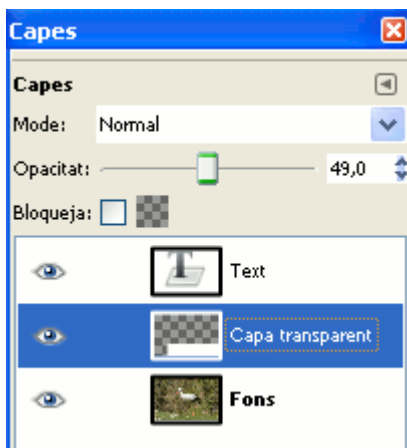 Capes
Capes
Mode: Normal
Opacitat: 49,0
Bloqueja:
Text
Capa transparent
Fons